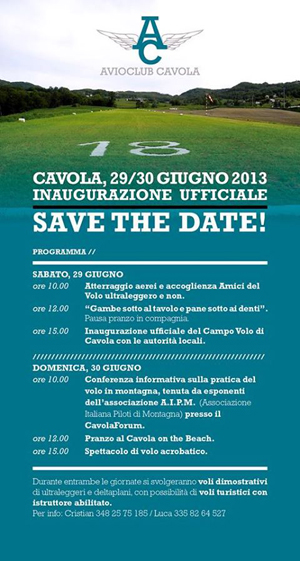 AC
AVIOCLUB CAVOLA
18
CAVOLA, 29/30 GIUGNO 2013
INAUGURAZIONE UFFICIALE
SAVE THE DATE!
PROGRAMMA //
SABATO, 29 GIUGNO
ore 10.00 Atterraggio aerei e accoglienza Amici del
Volo ultraleggero e non.
ore 12.00 "Gambe sotto al tavolo e pane sotto ai denti".
Pausa pranzo in compagnia.
ore 15.00 Inaugurazione ufficiale del Campo Volo di
Cavola con le autorità locali.
DOMENICA, 30 GIUGNO
ore 10.00 Conferenza informativa sulla pratica del
volo in montagna, tenuta da esponenti
dell'associazione A.I.P.M. (Associazione
Italiana Piloti di Montagna) presso il
CavolaForum.
ore 12.00 Pranzo al Cavola on the Beach.
ore 15.00 Spettacolo di volo acrobatico.
Durante entrambe le giornate si svolgeranno voli dimostrativi
di ultraleggeri e deltaplani, con possibilità di voli turistici con
istruttore abilitato.
Per info: Cristian 348 25 75 185 / Luca 335 82 64 527